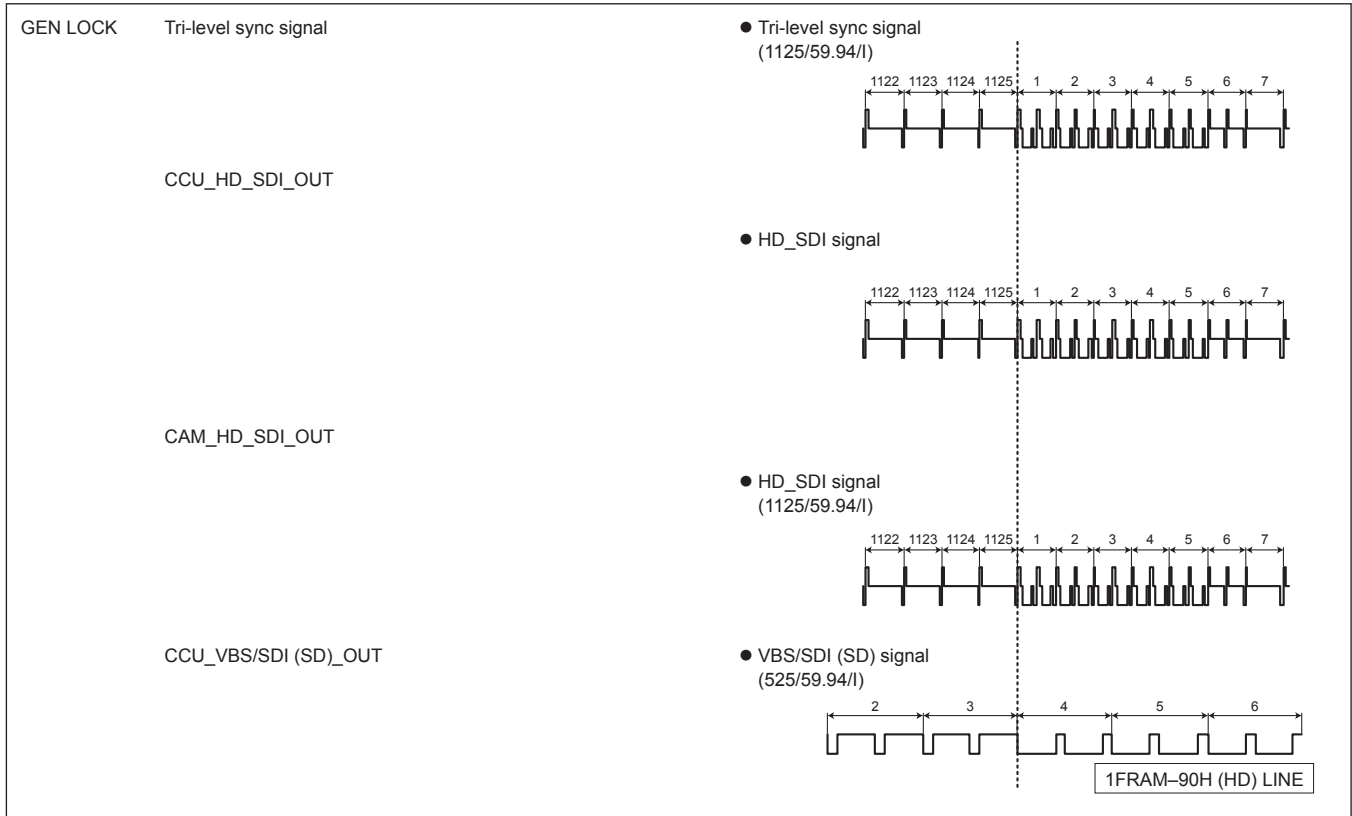 GEN LOCK Tri-level sync signal
● Tri-level sync signal
(1125/59.94/I)
1122 1123 1124 1125 1 2 3 4 5 6 7
CCU_HD_SDI_OUT
● HD_SDI signal
1122 1123 1124 1125 1 2 3 4 5 6 7
CAM_HD_SDI_OUT
● HD_SDI signal
(1125/59.94/I)
1122 1123 1124 1125 1 2 3 4 5 6 7
CCU_VBS/SDI (SD)_OUT
● VBS/SDI (SD) signal
(525/59.94/I)
2 3 4 5 6
1FRAM–90H (HD) LINE